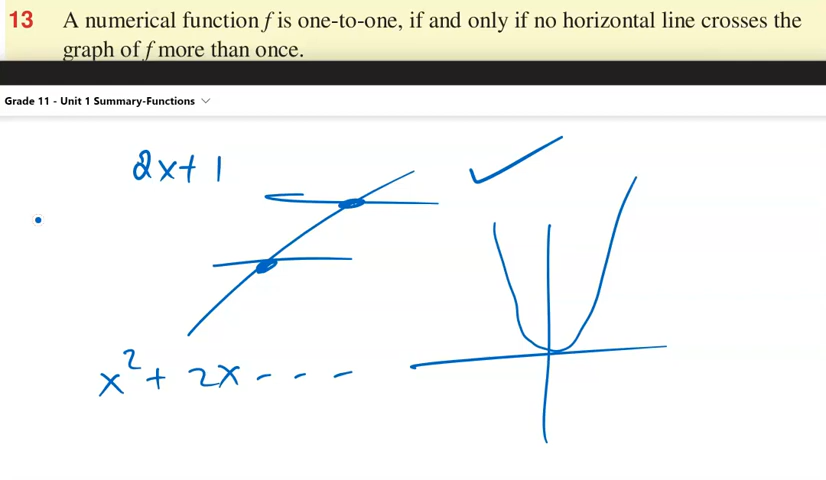 13 A numerical function f is one-to-one, if and only if no horizontal line crosses the
graph of f more than once.
Grade 11 - Unit 1 Summary-Functions
2x+ 1
x² + 2x - - -